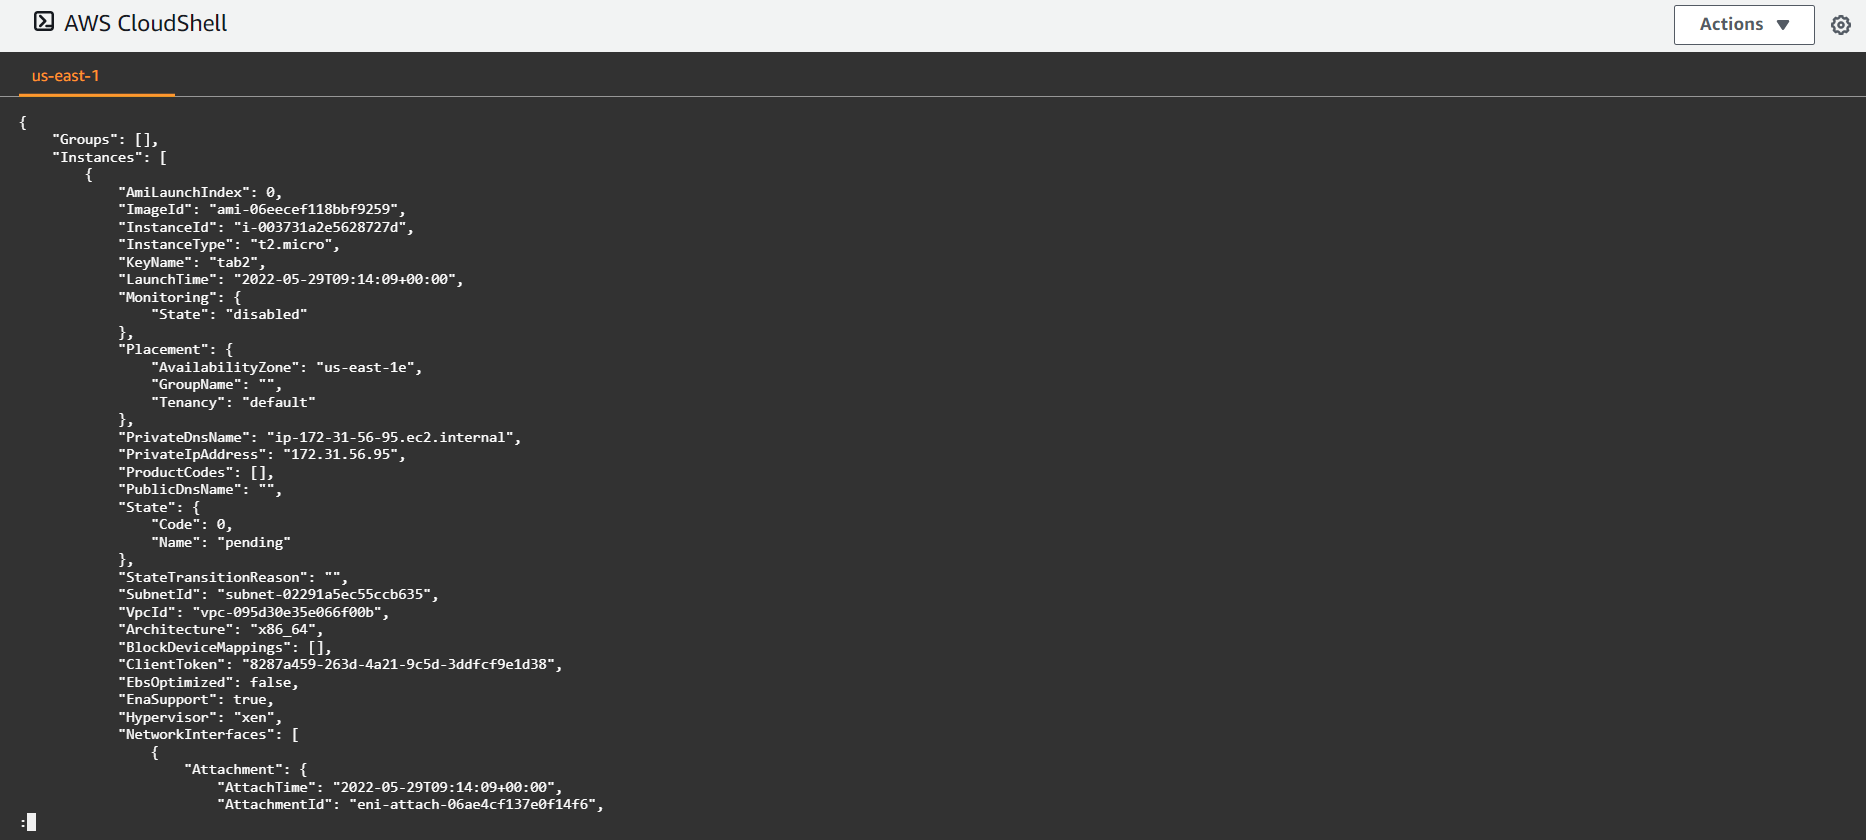 AWS CloudShell
Actions
us-east-1
{
    "Groups": [],
    "Instances": [
        {
            "AmiLaunchIndex": 0,
            "ImageId": "ami-06eecef118bbf9259",
            "InstanceId": "i-003731a2e5628727d",
            "InstanceType": "t2.micro",
            "KeyName": "tab2",
            "LaunchTime": "2022-05-29T09:14:09+00:00",
            "Monitoring": {
                "State": "disabled"
            },
            "Placement": {
                "AvailabilityZone": "us-east-1e",
                "GroupName": "",
                "Tenancy": "default"
            },
            "PrivateDnsName": "ip-172-31-56-95.ec2.internal",
            "PrivateIpAddress": "172.31.56.95",
            "ProductCodes": [],
            "PublicDnsName": "",
            "State": {
                "Code": 0,
                "Name": "pending"
            },
            "StateTransitionReason": "",
            "SubnetId": "subnet-02291a5ec55ccb635",
            "VpcId": "vpc-095d30e35e066f00b",
            "Architecture": "x86_64",
            "BlockDeviceMappings": [],
            "ClientToken": "8287a459-263d-4a21-9c5d-3ddfcf9e1d38",
            "EbsOptimized": false,
            "EnaSupport": true,
            "Hypervisor": "xen",
            "NetworkInterfaces": [
                {
                    "Attachment": {
                        "AttachTime": "2022-05-29T09:14:09+00:00",
                        "AttachmentId": "eni-attach-06ae4cf137e0f14f6",
: